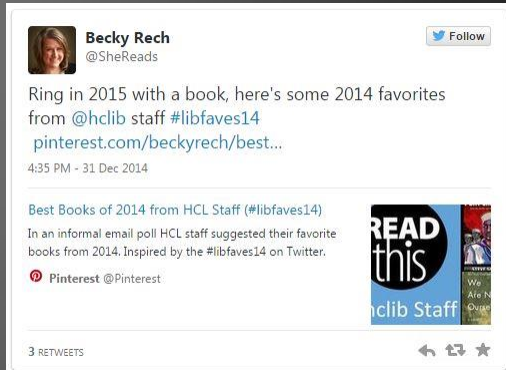 Becky Rech
@SheReads
Follow
Ring in 2015 with a book, here's some 2014 favorites
from @hclib staff #libfaves14
pinterest.com/beckyrech/best...
4:35 PM - 31 Dec 2014
Best Books of 2014 from HCL Staff (#libfaves14)
In an informal email poll HCL staff suggested their favorite
books from 2014. Inspired by the #libfaves14 on Twitter.
Pinterest @Pinterest
READ
this
hclib Staff
We
Are N
3 RETWEETS